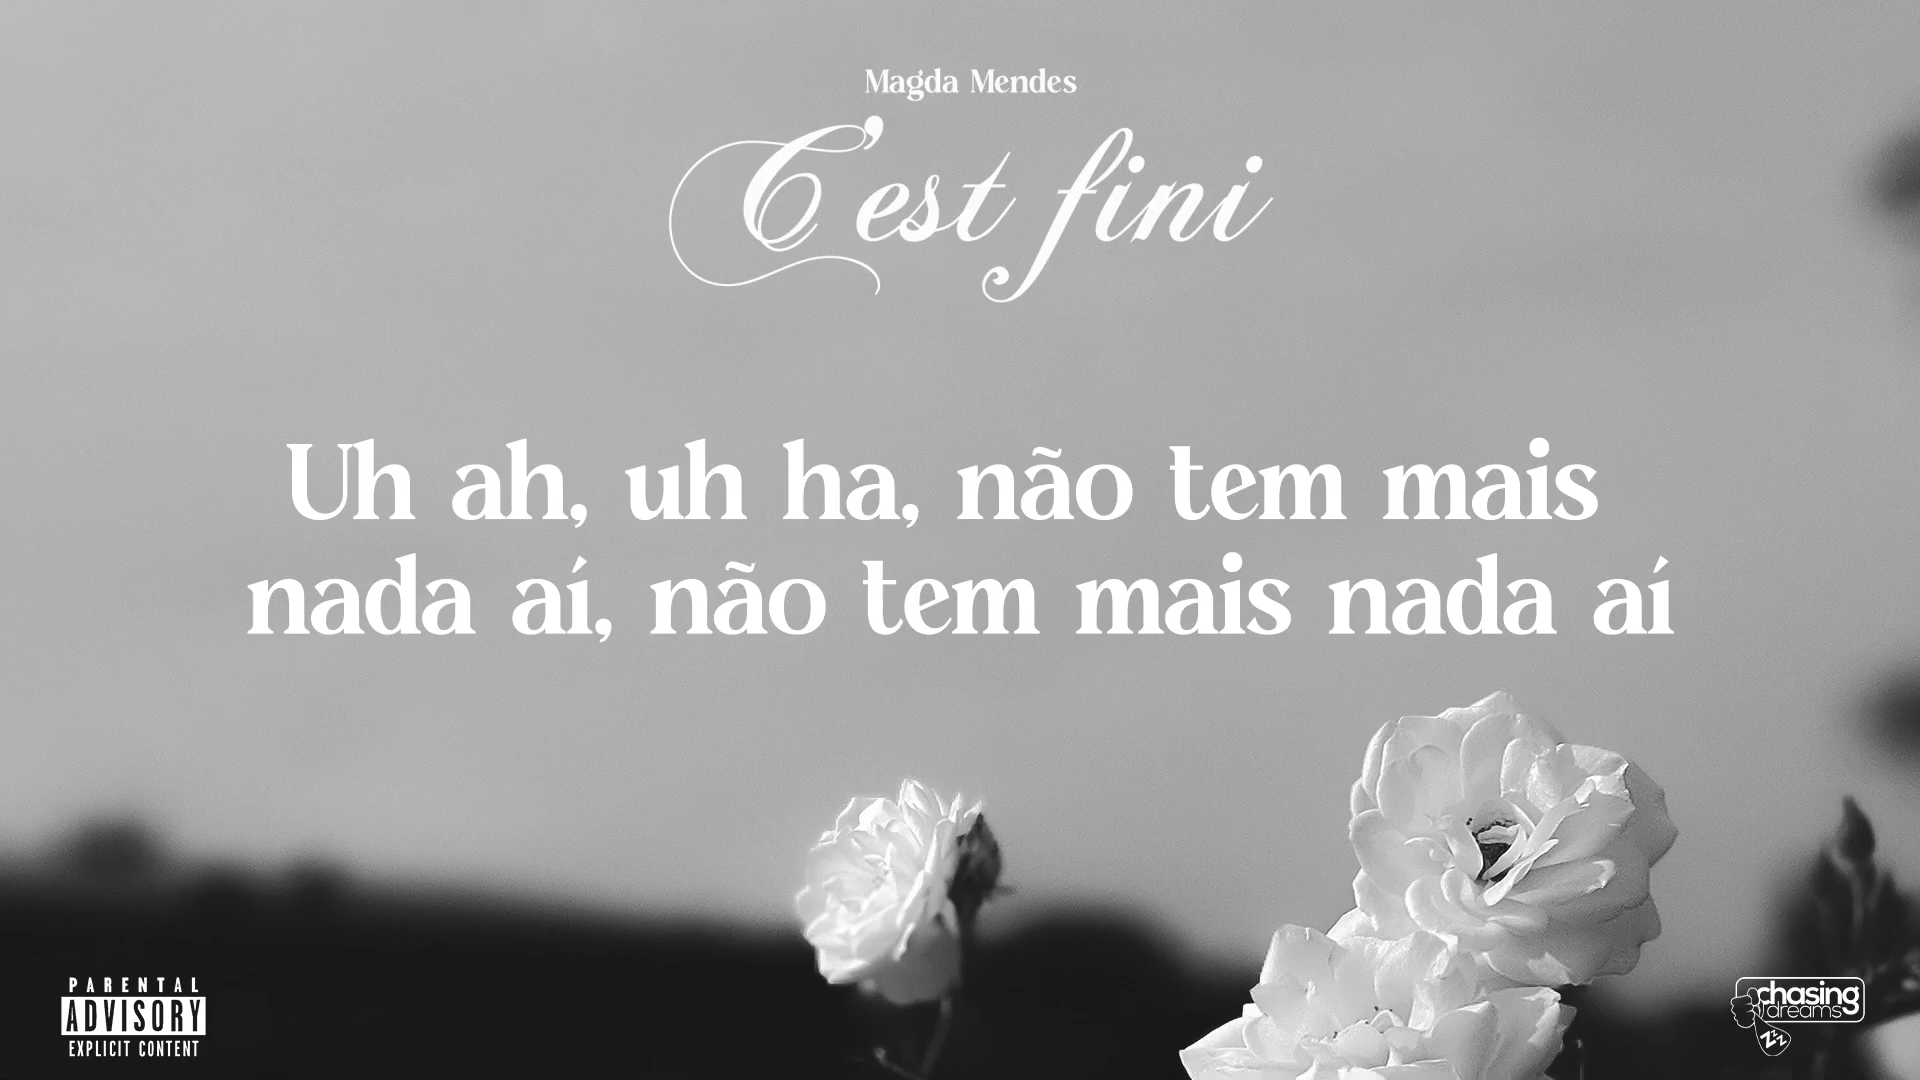 Magda Mendes
C'est fini
Uh ah, uh ha, não tem mais
nada aí, não tem mais nada aí
PARENTAL
ADVISORY
EXPLICIT CONTENT
chasing
dreams
zzz